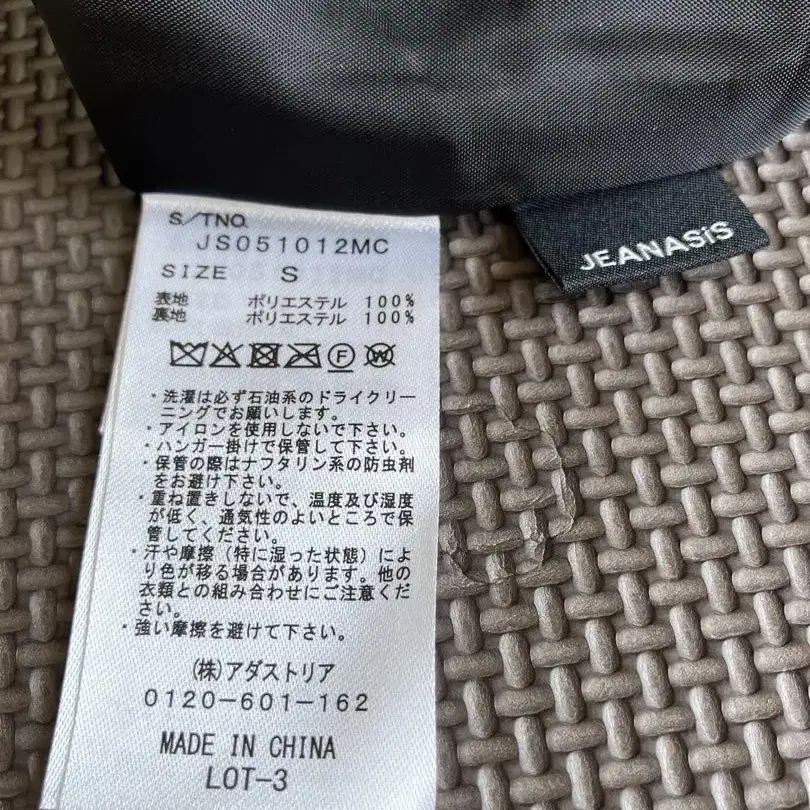 S/TNO.
JS051012MC
SIZE S
表地 ポリエステル 100%
裏地 ポリエステル 100%
F
W
・洗濯は必ず石油系のドライクリー
ニングでお願いします。
・アイロンを使用しないで下さい。
・ハンガー掛けで保管して下さい。
・保管の際はナフタリン系の防虫剤
をお避け下さい。
・重ね置きしないで、温度及び湿度
が低く、通気性のよいところで保
管してください。
・汗や摩擦（特に湿った状態）によ
り色が移る場合があります。他の
衣類との組み合わせにご注意くだ
さい。
・強い摩擦を避けて下さい。
(株)アダストリア
0120-601-162
MADE IN CHINA
LOT-3
JEANASiS